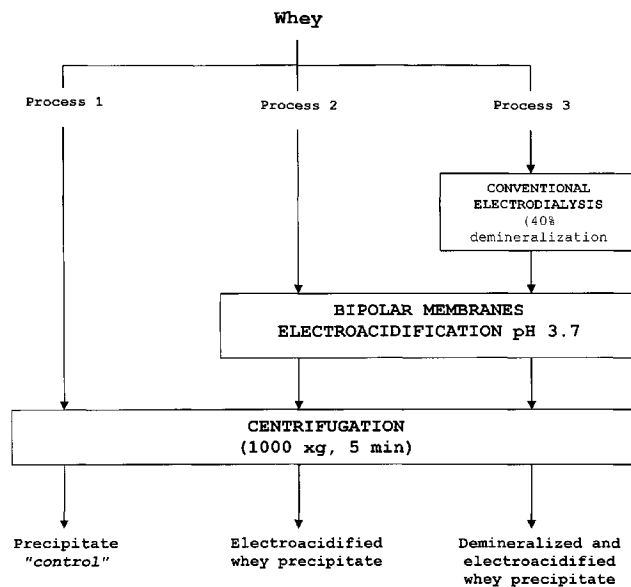 Whey
Process 1
Process 2
Process 3
CONVENTIONAL
ELECTRODIALYSIS
(40%
demineralization
BIPOLAR MEMBRANES
ELECTROACIDIFICATION pH 3.7
CENTRIFUGATION
(1000 xg, 5 min)
Precipitate
"control"
Electroacidified
whey precipitate
Demineralized and
electroacidified
whey precipitate